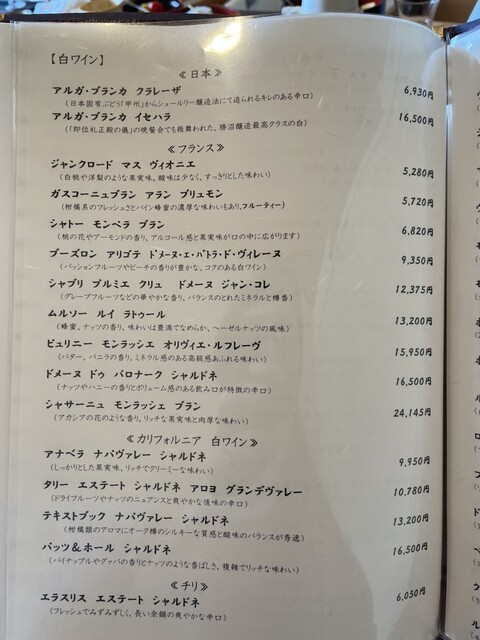 【白ワイン】
≪日本≫
アルガ・ブランカ クラレーザ 6,930円
(日本固有ぶどう「甲州」からシュールリー醸造法にて造られるキレのある辛口)
アルガ・ブランカ イセハラ 16,500円
(「即位礼正殿の儀」の晩餐会でも振舞われた、勝沼醸造最高クラスの白)
≪フランス≫
ジャンクロード マス ヴィオニエ 5,280円
(白桃や洋梨のような果実味、酸味は少なく、すっきりとした味わい)
ガスコーニュブラン アラン ブリュモン 5,720円
(柑橘系のフレッシュさとパイン蜂蜜の濃厚な味わいもあり、フルーティー)
シャトー モンペラ ブラン 6,820円
(桃の花やアーモンドの香り、アルコール感と果実味が口の中に広がります)
ブーズロン アリゴテ ドメーヌ・エ・パトラ・ド・ヴィレーヌ 9,350円
(パッションフルーツやピーチの香りが豊かな、コクのある白ワイン)
シャブリ プルミエ クリュ ドメーヌ ジャン・コレ 12,375円
(グレープフルーツなどの華やかな香り、バランスのとれたミネラルと樽香)
ムルソー ルイ ラトゥール 13,200円
(蜂蜜、ナッツの香り、味わいは豊満でなめらか、ヘーゼルナッツの風味)
ピュリニー モンラッシェ オリヴィエ・ルフレーヴ 15,950円
(バター、バニラの香り、ミネラル感のある高級感あふれる味わい)
ドメーヌ ドゥ バロナーク シャルドネ 16,500円
(ナッツやハニーの香りとボリューム感のある飲み口が特徴の辛口)
シャサーニュ モンラッシェ ブラン 24,145円
(アカシアの花のような香り、リッチな果実味と肉厚な味わい)
≪カリフォルニア 白ワイン≫
アナベラ ナパヴァレー シャルドネ 9,950円
(しっかりとした果実味、リッチでクリーミーな味わい)
タリー エステート シャルドネ アロヨ グランデヴァレー 10,780円
(ドライフルーツやナッツのニュアンスと爽やかな後味の辛口)
テキストブック ナパヴァレー シャルドネ 13,200円
(柑橘類のアロマにオーク樽のシルキーな質感と酸味のバランスが秀逸)
パッツ＆ホール シャルドネ 16,500円
(パイナップルやグァバの香りとナッツのような香ばしさ、複雑でリッチな味わい)
≪チリ≫
エラスリス エステート シャルドネ 6,050円
(フレッシュでみずみずしく、長い余韻の爽やかな辛口)